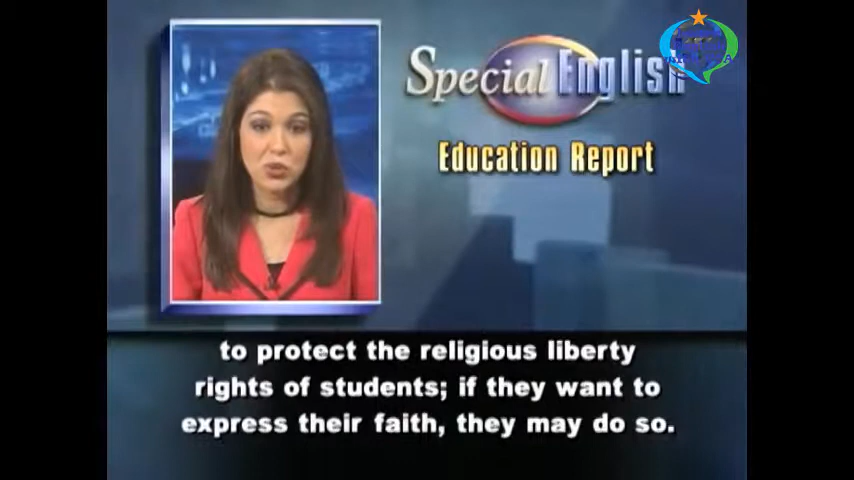 Special English
Education Report
to protect the religious liberty
rights of students; if they want to
express their faith, they may do so.